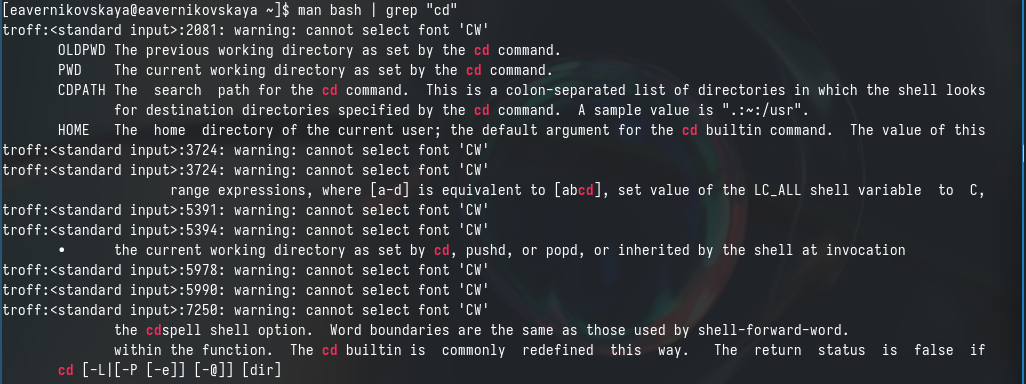 [eavernikovskaya@eavernikovskaya ~]$ man bash | grep "cd"
troff:<standard input>:2081: warning: cannot select font 'CW'
OLDPWD The previous working directory as set by the cd command.
PWD    The current working directory as set by the cd command.
CDPATH The  search  path for the cd command.  This is a colon-separated list of directories in which the shell looks
for destination directories specified by the cd command.  A sample value is ".:~:/usr".
HOME   The  home  directory of the current user; the default argument for the cd builtin command.  The value of this
troff:<standard input>:3724: warning: cannot select font 'CW'
troff:<standard input>:3724: warning: cannot select font 'CW'
range expressions, where [a-d] is equivalent to [abcd], set value of the LC_ALL shell variable  to  C,
troff:<standard input>:5391: warning: cannot select font 'CW'
troff:<standard input>:5394: warning: cannot select font 'CW'
•      the current working directory as set by cd, pushd, or popd, or inherited by the shell at invocation
troff:<standard input>:5978: warning: cannot select font 'CW'
troff:<standard input>:5990: warning: cannot select font 'CW'
troff:<standard input>:7250: warning: cannot select font 'CW'
the cdspell shell option.  Word boundaries are the same as those used by shell-forward-word.
within the function.  The cd builtin is  commonly  redefined  this  way.   The  return  status  is  false  if
cd [-L|[-P [-e]] [-@]] [dir]